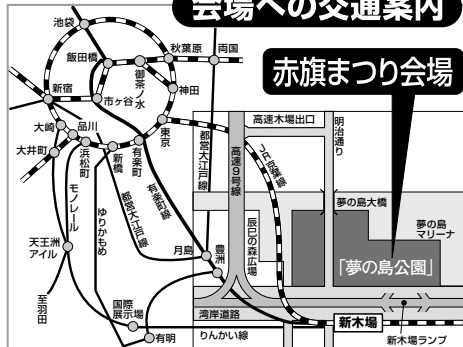 会場への交通案内
赤旗まつり会場
池袋
飯田橋
御茶ノ水
秋葉原
両国
新宿
市ヶ谷
神田
大崎
品川
大井町
浜松町
新橋
有楽町
東京
都営大江戸線
高速木場出口
明治通り
高速9号線
JR京葉線
モノレール
ゆりかもめ
都営大江戸線
有楽町線
夢の島大橋
夢の島
マリーナ
辰巳の森広場
「夢の島公園」
天王洲
アイル
月島
豊洲
至羽田
国際
展示場
湾岸道路
新木場
有明
りんかい線
新木場ランプ